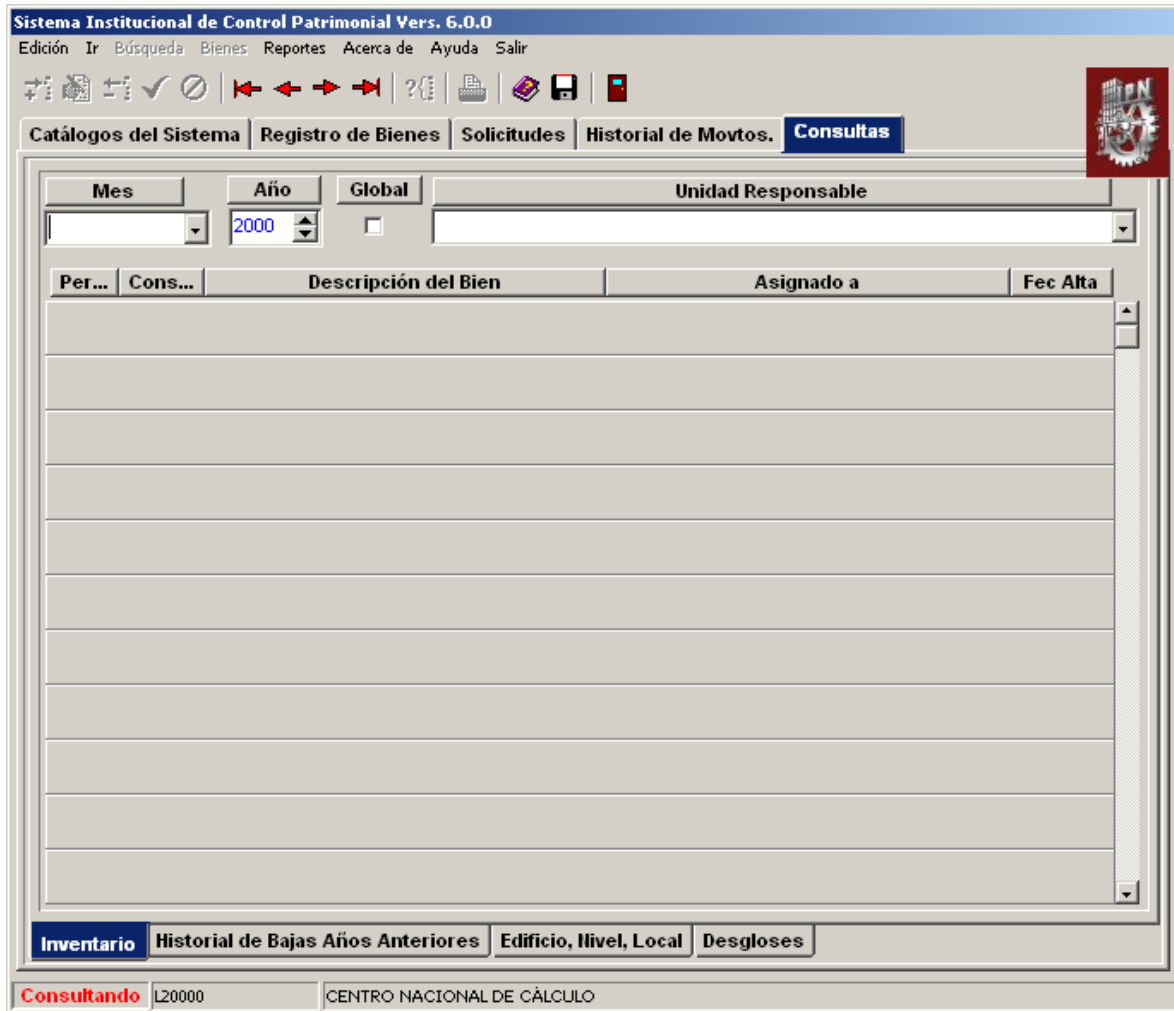 Sistema Institucional de Control Patrimonial Vers. 6.0.0
Edición Ir Búsqueda Bienes Reportes Acerca de Ayuda Salir
IPN
Catálogos del Sistema Registro de Bienes Solicitudes Historial de Movtos. Consultas
Mes Año Global Unidad Responsable
2000
Per... Cons... Descripción del Bien Asignado a Fec Alta
Inventario Historial de Bajas Años Anteriores Edificio, Nivel, Local Desgloses
Consultando L20000 CENTRO NACIONAL DE CÀLCULO